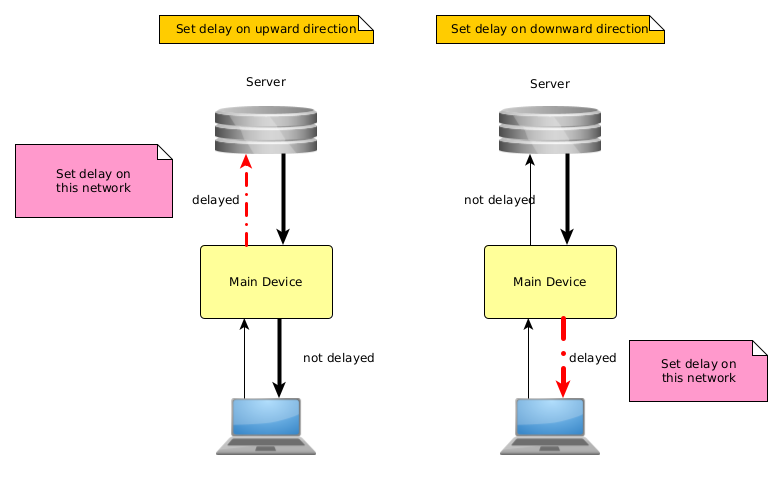 Set delay on upward direction
Set delay on downward direction
Server
Server
Set delay on
this network
delayed
not delayed
Main Device
Main Device
not delayed
delayed
Set delay on
this network